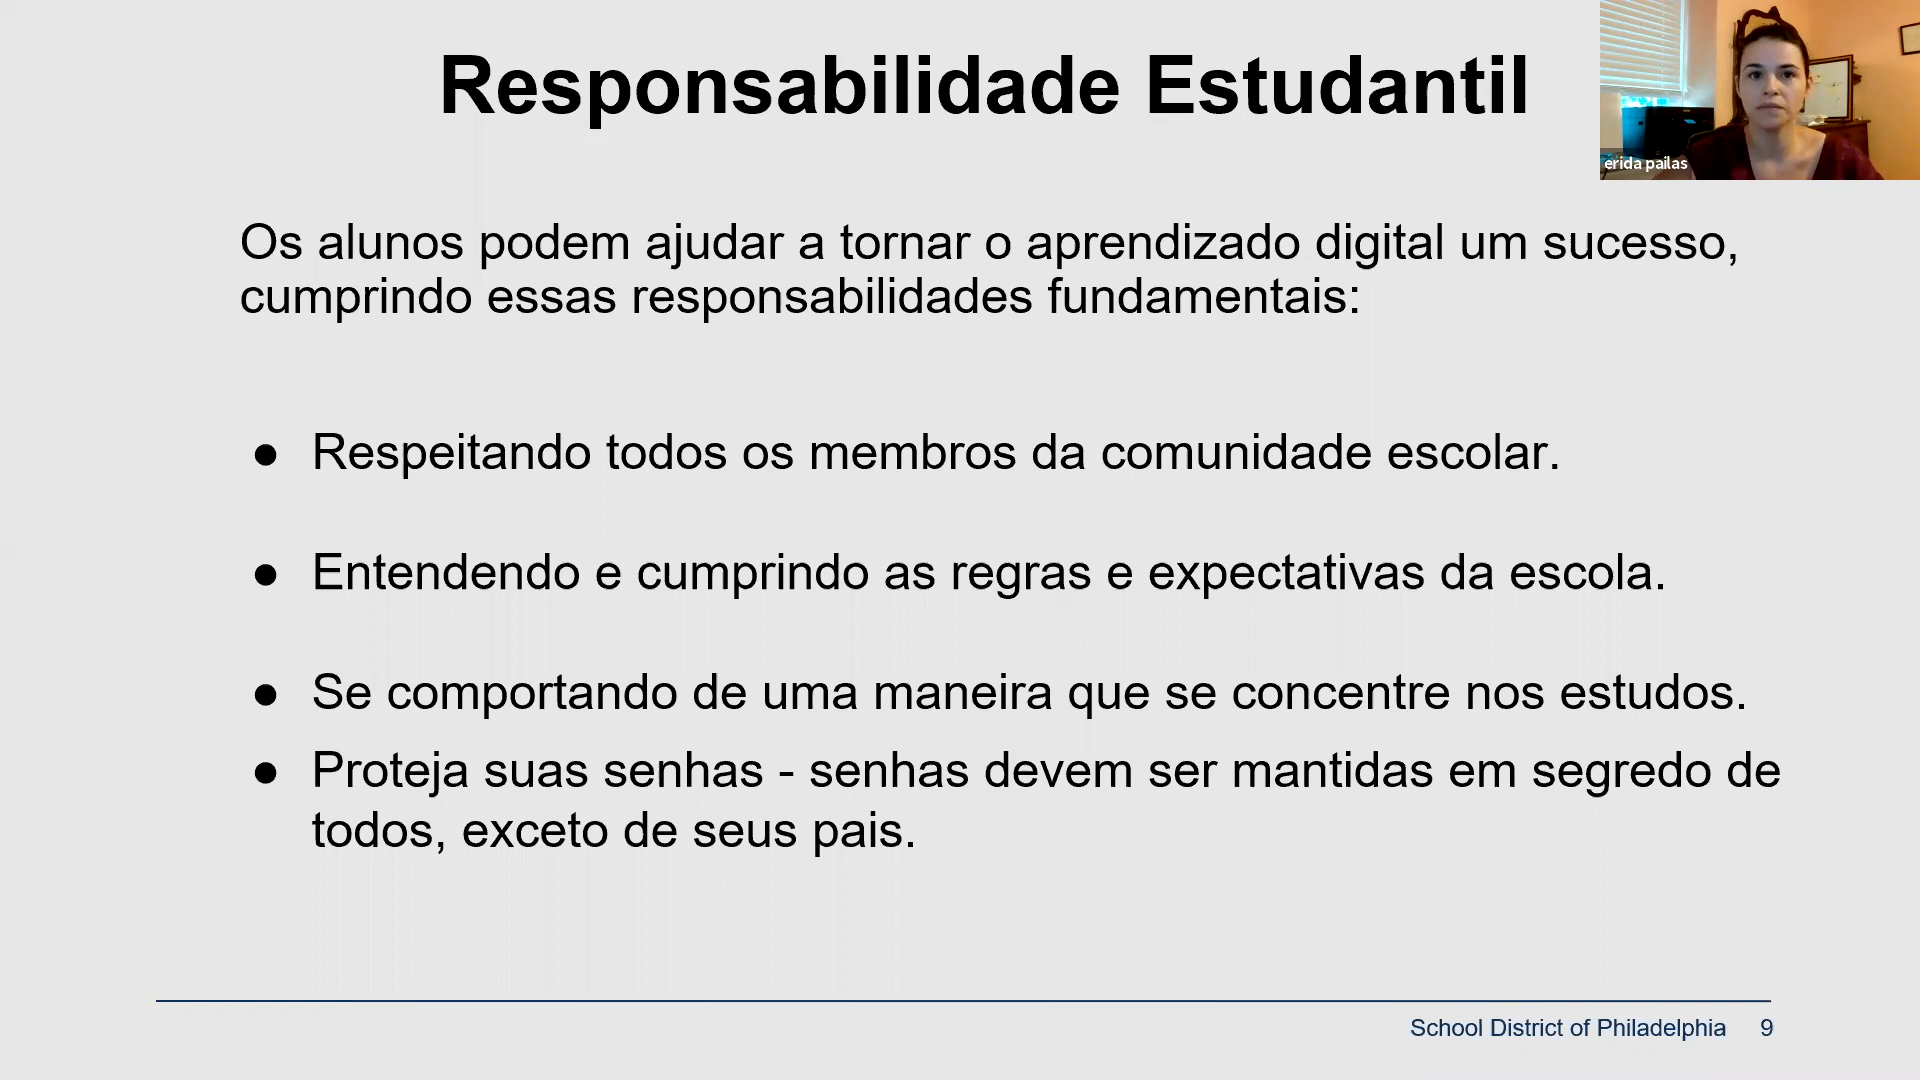 Responsabilidade Estudantil
erida pailas
Os alunos podem ajudar a tornar o aprendizado digital um sucesso,
cumprindo essas responsabilidades fundamentais:
● Respeitando todos os membros da comunidade escolar.
● Entendendo e cumprindo as regras e expectativas da escola.
● Se comportando de uma maneira que se concentre nos estudos.
● Proteja suas senhas - senhas devem ser mantidas em segredo de
todos, exceto de seus pais.
School District of Philadelphia 9